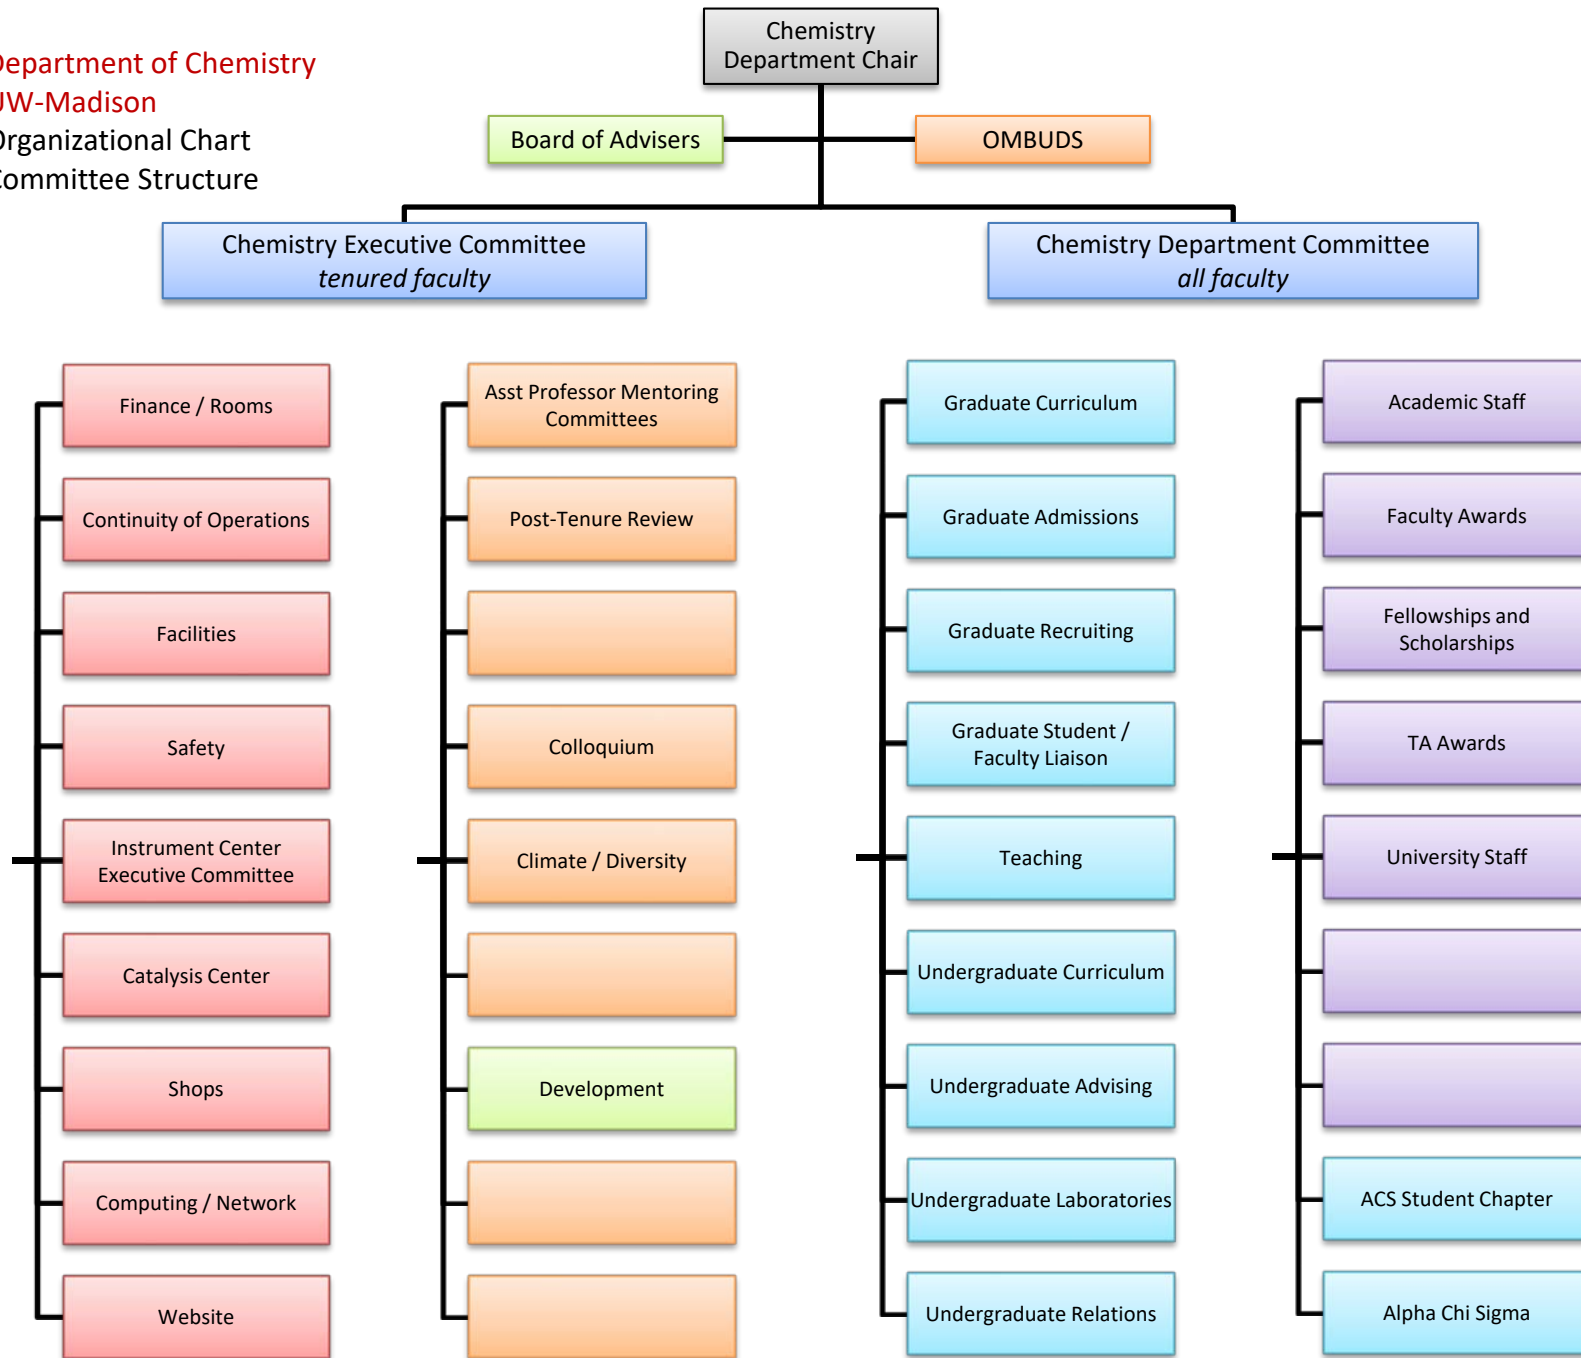 Chemistry
Department Chair
Department of Chemistry
UW-Madison
Organizational Chart
Committee Structure
Board of Advisers
OMBUDS
Chemistry Executive Committee
tenured faculty
Chemistry Department Committee
all faculty
Finance / Rooms
Continuity of Operations
Facilities
Safety
Instrument Center
Executive Committee
Catalysis Center
Shops
Computing / Network
Website
Asst Professor Mentoring
Committees
Post-Tenure Review
Colloquium
Climate / Diversity
Development
Graduate Curriculum
Graduate Admissions
Graduate Recruiting
Graduate Student /
Faculty Liaison
Teaching
Undergraduate Curriculum
Undergraduate Advising
Undergraduate Laboratories
Undergraduate Relations
Academic Staff
Faculty Awards
Fellowships and
Scholarships
TA Awards
University Staff
ACS Student Chapter
Alpha Chi Sigma